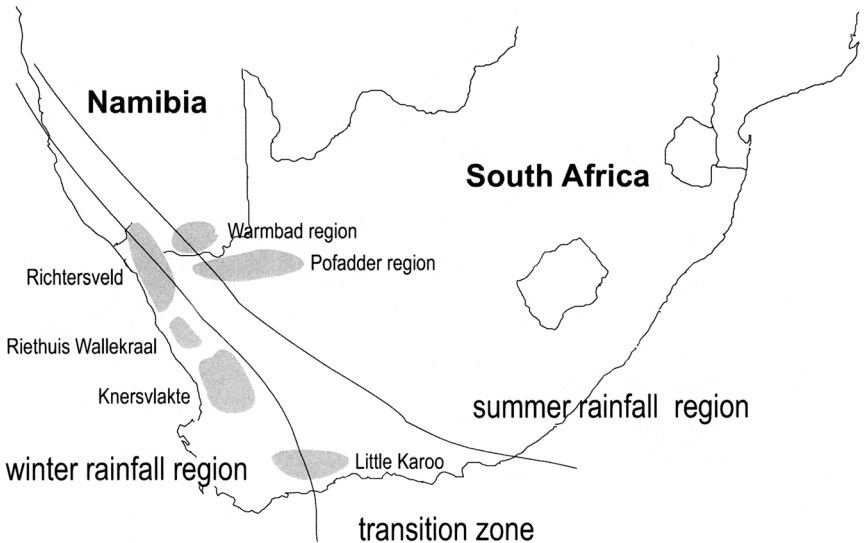 Namibia
South Africa
Warmbad region
Pofadder region
Richtersveld
Riethuis Wallekraal
Knersvlakte
summer rainfall region
winter rainfall region
Little Karoo
transition zone